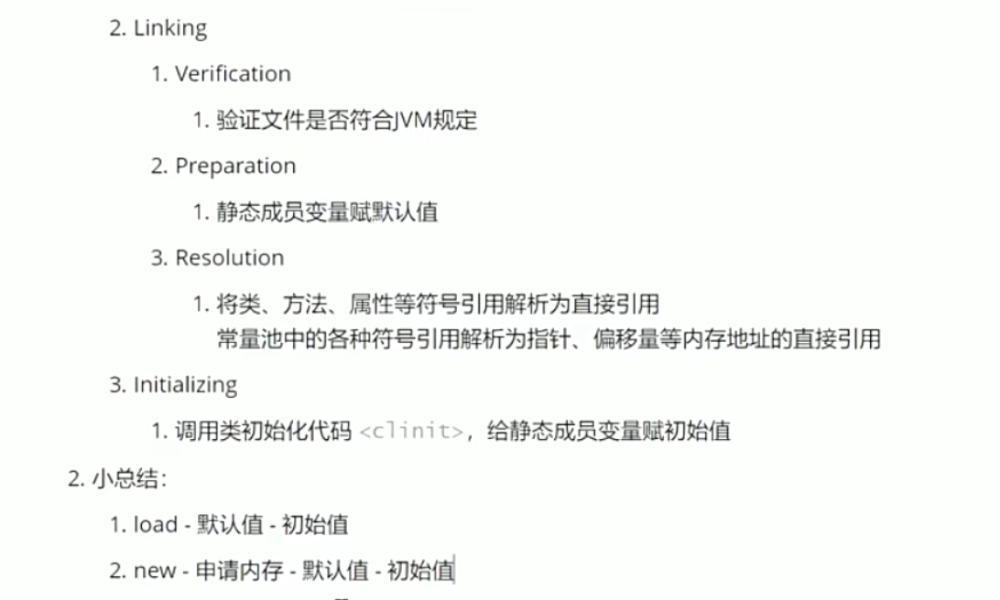 2. Linking
1. Verification
1. 验证文件是否符合JVM规定
2. Preparation
1. 静态成员变量赋默认值
3. Resolution
1. 将类、方法、属性等符号引用解析为直接引用
常量池中的各种符号引用解析为指针、偏移量等内存地址的直接引用
3. Initializing
1. 调用类初始化代码 <clinit>，给静态成员变量赋初始值
2. 小总结：
1. load - 默认值 - 初始值
2. new - 申请内存 - 默认值 - 初始值